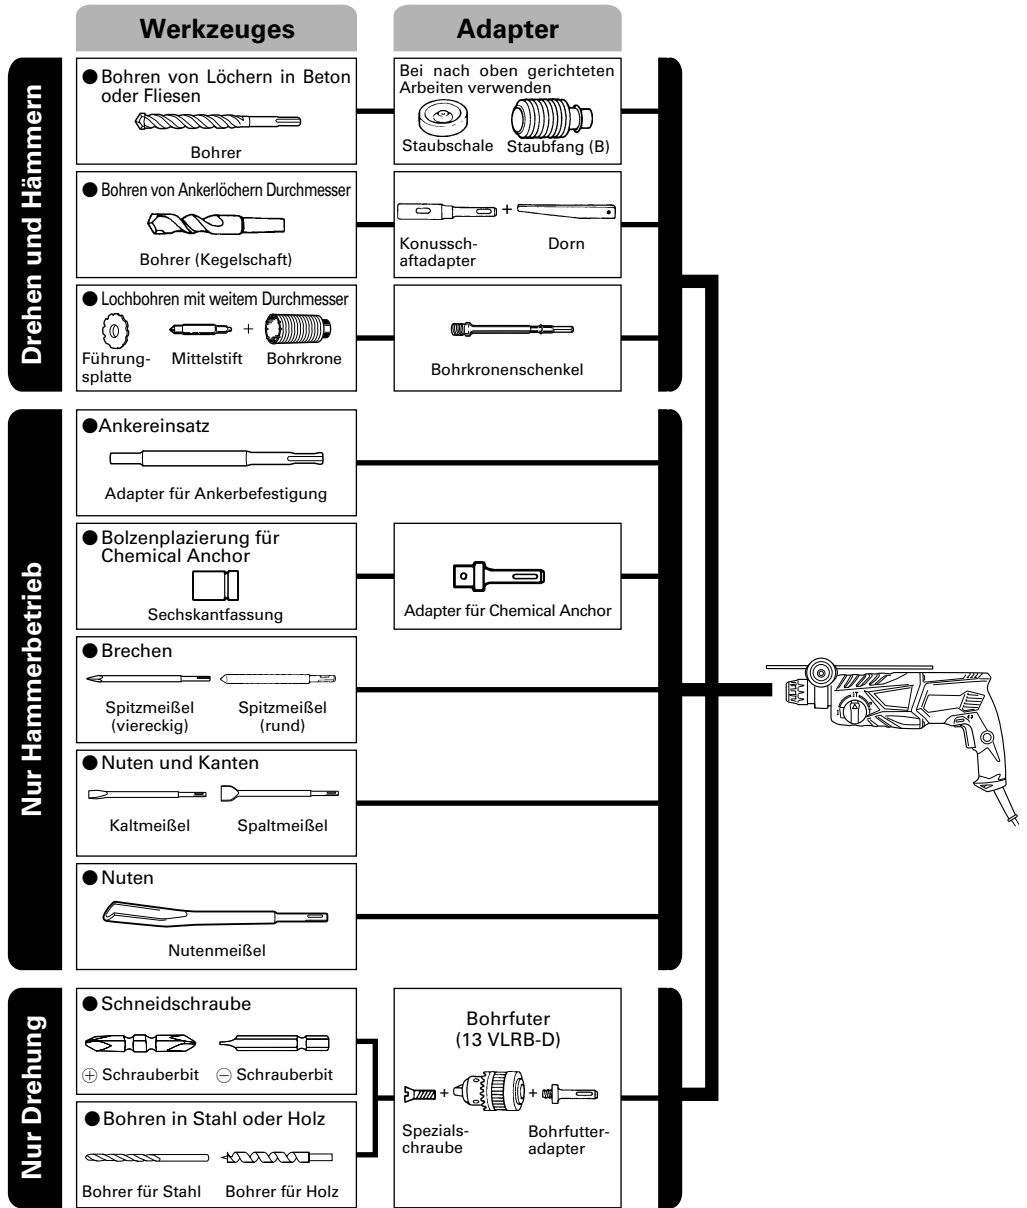 Werkzeuges
Adapter
Drehen und Hämmern
● Bohren von Löchern in Beton
oder Fliesen
Bohrer
Bei nach oben gerichteten
Arbeiten verwenden
Staubschale
Staubfang (B)
● Bohren von Ankerlöchern Durchmesser
Bohrer (Kegelschaft)
+
Konussch-
aftadapter
Dorn
● Lochbohren mit weitem Durchmesser
+
Führung-
splatte
Mittelstift
Bohrkrone
Bohrkronenschenkel
Nur Hammerbetrieb
●Ankereinsatz
Adapter für Ankerbefestigung
● Bolzenplazierung für
Chemical Anchor
Sechskantfassung
Adapter für Chemical Anchor
● Brechen
Spitzmeißel
(viereckig)
Spitzmeißel
(rund)
● Nuten und Kanten
Kaltmeißel
Spaltmeißel
● Nuten
Nutenmeißel
Nur Drehung
● Schneidschraube
⊕ Schrauberbit
⊖ Schrauberbit
● Bohren in Stahl oder Holz
Bohrer für Stahl
Bohrer für Holz
Bohrfuter
(13 VLRB-D)
+ +
Spezials-
chraube
Bohrfutter-
adapter